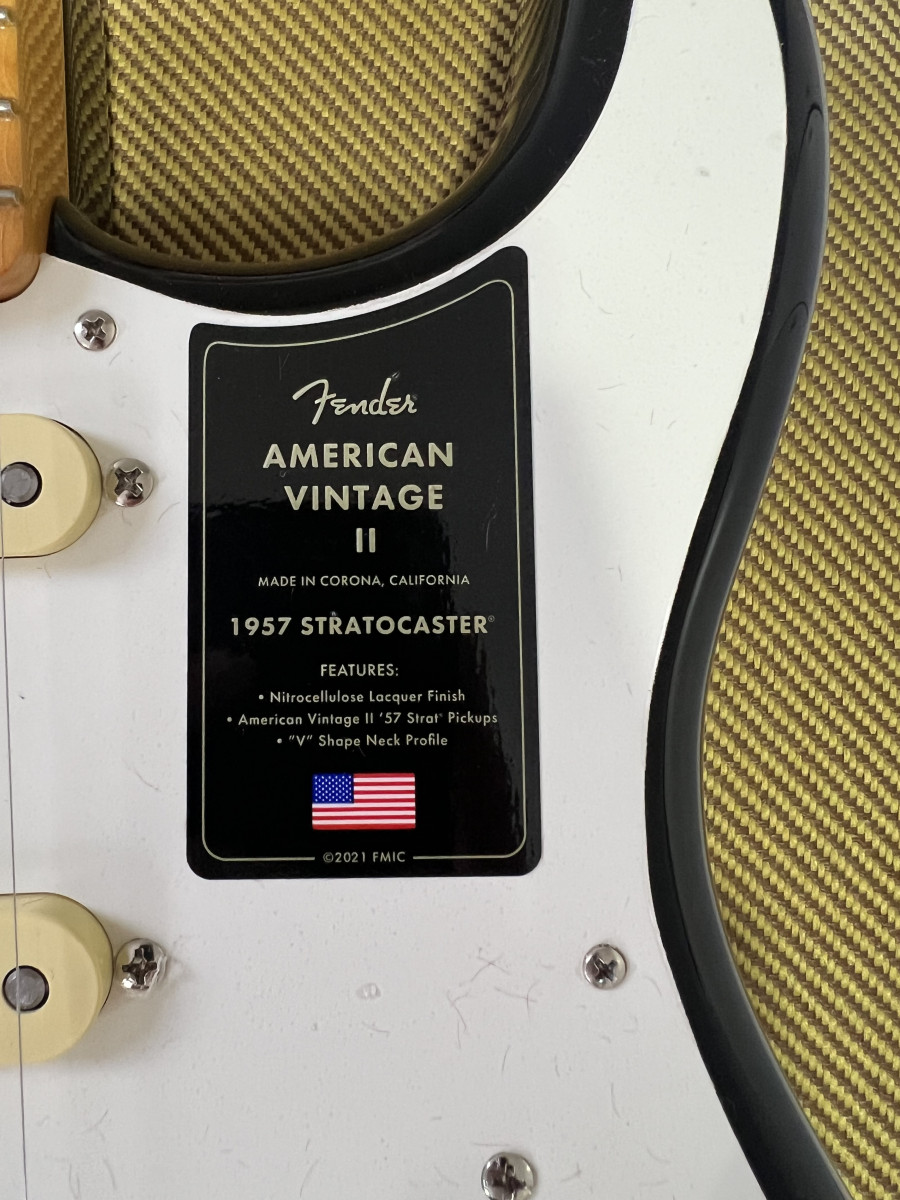 Fender®
AMERICAN
VINTAGE
II
MADE IN CORONA, CALIFORNIA
1957 STRATOCASTER®
FEATURES:
• Nitrocellulose Lacquer Finish
• American Vintage II ’57 Strat® Pickups
• ”V” Shape Neck Profile
©2021 FMIC